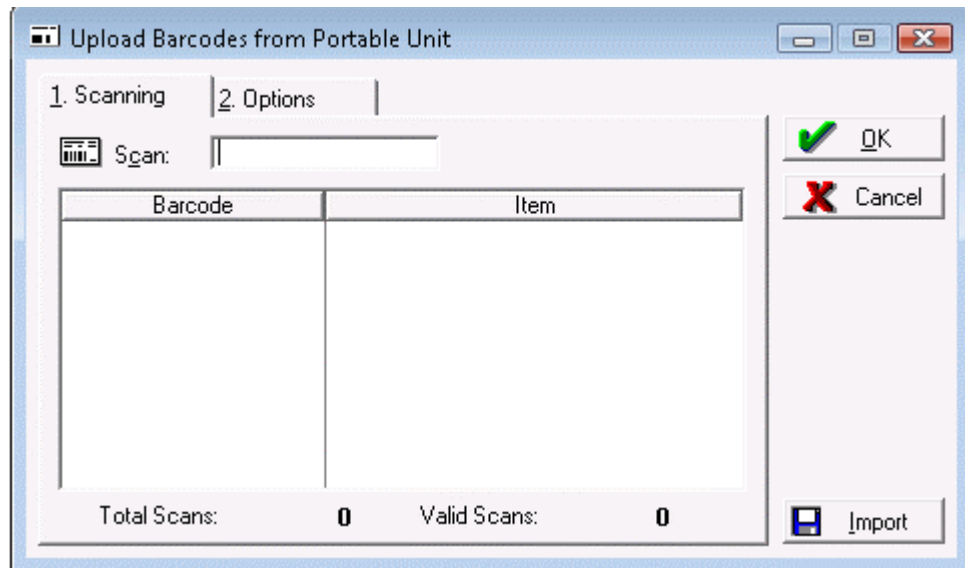 Upload Barcodes from Portable Unit
1. Scanning 2. Options
Scan:
OK
Cancel
Barcode Item
Total Scans: 0 Valid Scans: 0
Import